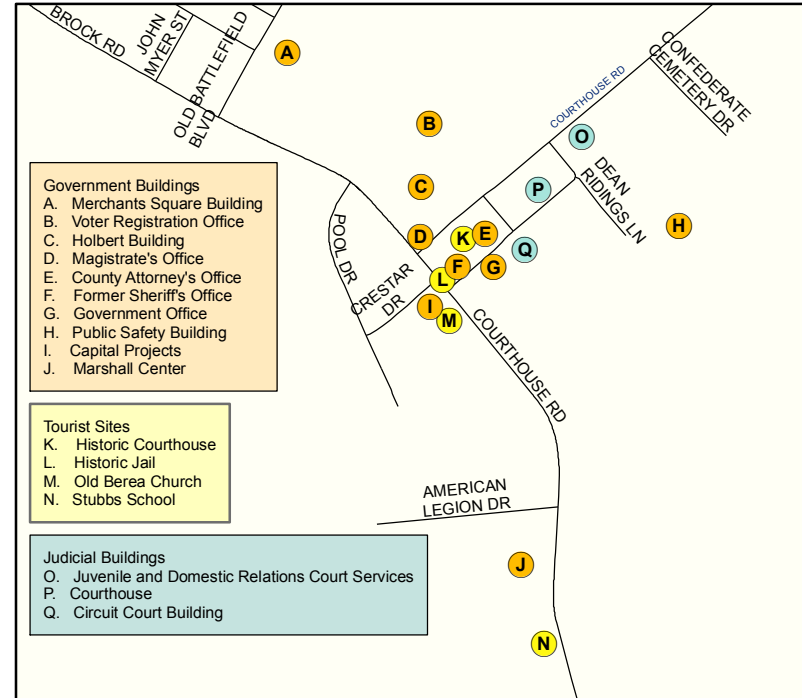 BROCK RD
JOHN
MYER ST
OLD BATTLEFIELD
BLVD
A
B
C
D
K
E
F
L
G
I
M
O
P
Q
H
J
N
COURTHOUSE RD
CONFEDERATE
CEMETERY DR
DEAN
RIDINGS LN
POOL DR
CRESTAR
DR
COURTHOUSE RD
AMERICAN
LEGION DR
Government Buildings
A. Merchants Square Building
B. Voter Registration Office
C. Holbert Building
D. Magistrate's Office
E. County Attorney's Office
F. Former Sheriff's Office
G. Government Office
H. Public Safety Building
I. Capital Projects
J. Marshall Center
Tourist Sites
K. Historic Courthouse
L. Historic Jail
M. Old Berea Church
N. Stubbs School
Judicial Buildings
O. Juvenile and Domestic Relations Court Services
P. Courthouse
Q. Circuit Court Building